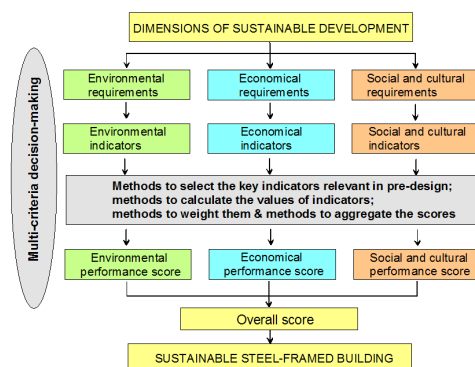 DIMENSIONS OF SUSTAINABLE DEVELOPMENT
Multi-criteria decision-making
Environmental
requirements
Economical
requirements
Social and cultural
requirements
Environmental
indicators
Economical
indicators
Social and cultural
indicators
Methods to select the key indicators relevant in pre-design;
methods to calculate the values of indicators;
methods to weight them & methods to aggregate the scores
Environmental
performance score
Economical
performance score
Social and cultural
performance score
Overall score
SUSTAINABLE STEEL-FRAMED BUILDING